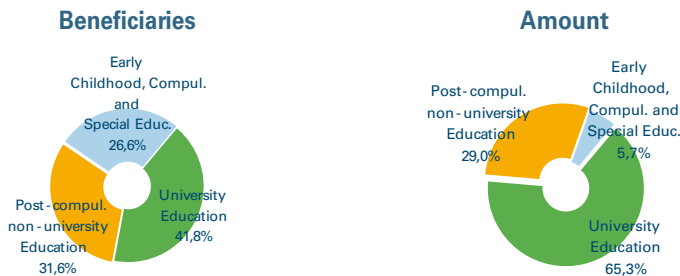 Beneficiaries
Early
Childhood, Compul.
and
Special Educ.
26,6%
University
Education
41,8%
Post-compul.
non-university
Education
31,6%
Amount
Early
Childhood,
Compul. and
Special Educ.
5,7%
Post-compul.
non-university
Education
29,0%
University
Education
65,3%